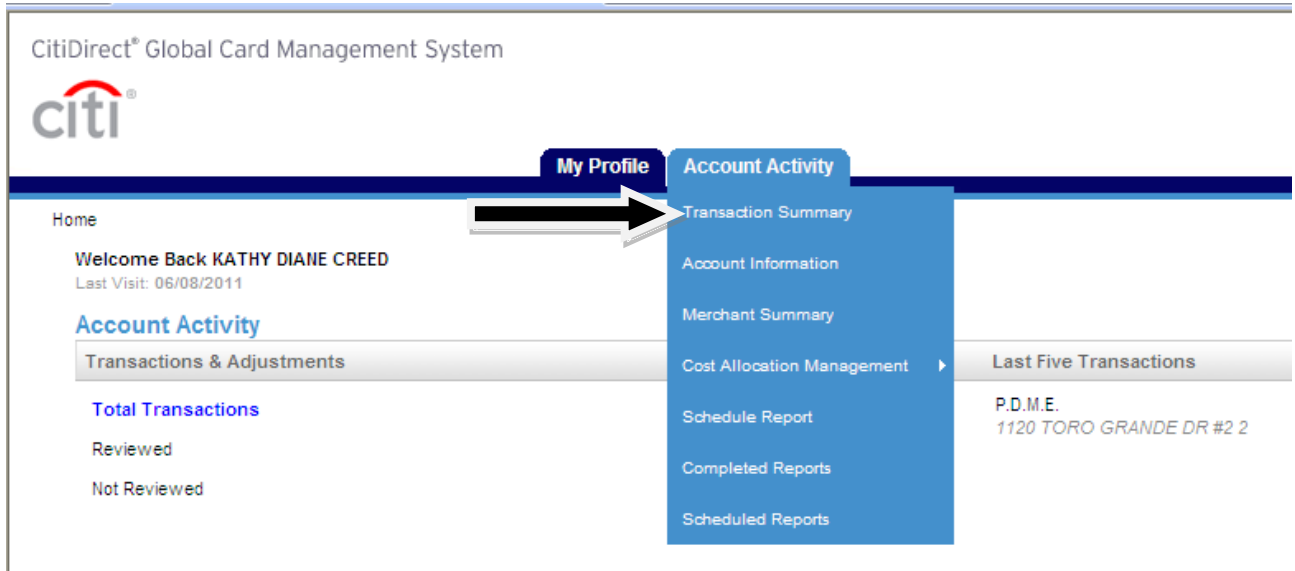 CitiDirect® Global Card Management System
citi®
My Profile
Account Activity
Home
Welcome Back KATHY DIANE CREED
Last Visit: 06/08/2011
Account Activity
Transactions & Adjustments
Total Transactions
Reviewed
Not Reviewed
Transaction Summary
Account Information
Merchant Summary
Cost Allocation Management
Schedule Report
Completed Reports
Scheduled Reports
Last Five Transactions
P.D.M.E.
1120 TORO GRANDE DR #2 2